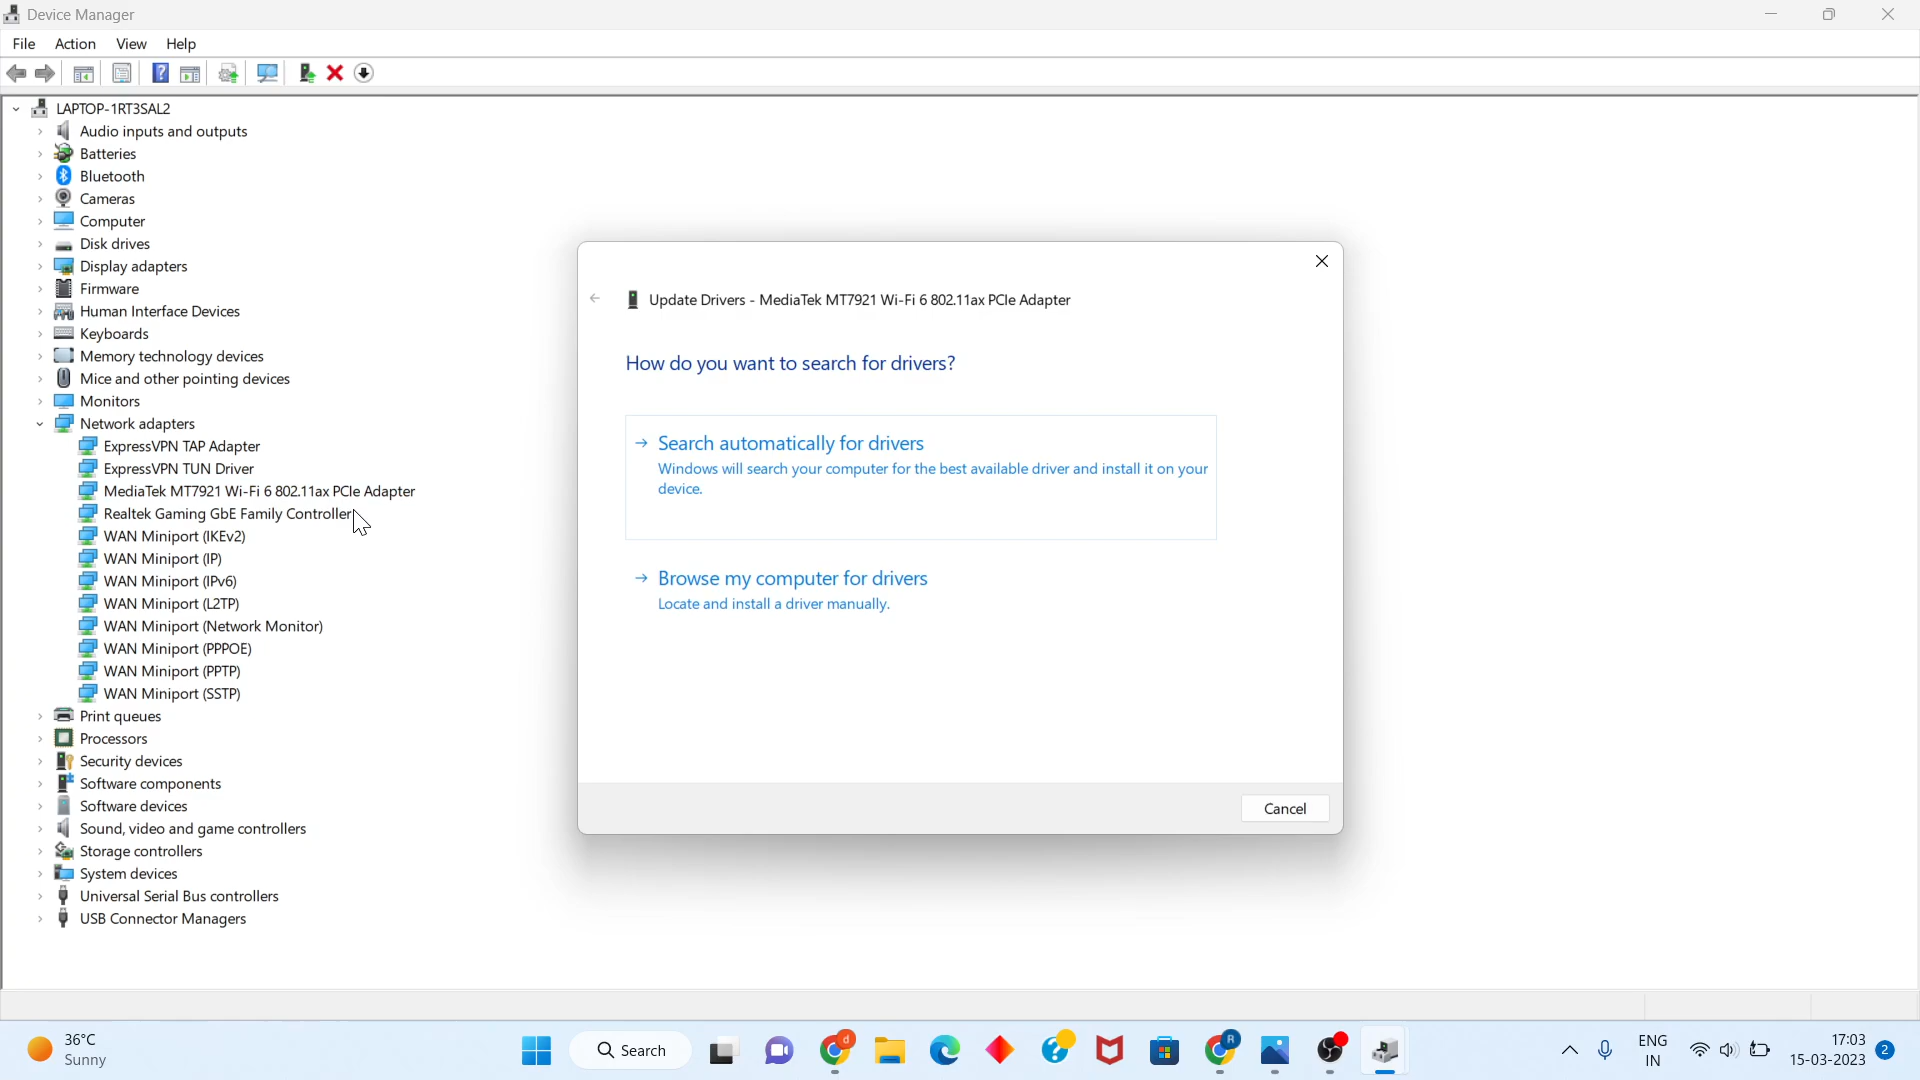 Device Manager
File Action View Help
LAPTOP-1RT3SAL2
Audio inputs and outputs
Batteries
Bluetooth
Cameras
Computer
Disk drives
Display adapters
Firmware
Human Interface Devices
Keyboards
Memory technology devices
Mice and other pointing devices
Monitors
Network adapters
ExpressVPN TAP Adapter
ExpressVPN TUN Driver
MediaTek MT7921 Wi-Fi 6 802.11ax PCIe Adapter
Realtek Gaming GbE Family Controller
WAN Miniport (IKEv2)
WAN Miniport (IP)
WAN Miniport (IPv6)
WAN Miniport (L2TP)
WAN Miniport (Network Monitor)
WAN Miniport (PPPOE)
WAN Miniport (PPTP)
WAN Miniport (SSTP)
Print queues
Processors
Security devices
Software components
Software devices
Sound, video and game controllers
Storage controllers
System devices
Universal Serial Bus controllers
USB Connector Managers
Update Drivers - MediaTek MT7921 Wi-Fi 6 802.11ax PCIe Adapter
How do you want to search for drivers?
Search automatically for drivers
Windows will search your computer for the best available driver and install it on your
device.
Browse my computer for drivers
Locate and install a driver manually.
Cancel
36°C
Sunny
Search
d
R
ENG
IN
17:03
15-03-2023
2